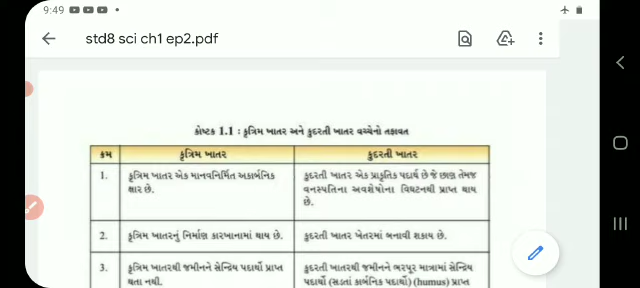 9:49
std8 sci ch1 ep2.pdf
કોષ્ટક 1.1 : કૃત્રિમ ખાતર અને કુદરતી ખાતર વચ્ચેનો તફાવત
ક્રમ કૃત્રિમ ખાતર કુદરતી ખાતર
1. કૃત્રિમ ખાતર એક માનવનિર્મિત અકાર્બનિક
ક્ષાર છે.
કુદરતી ખાતર એક પ્રાકૃતિક પદાર્થ છે જે છાણ તેમજ
વનસ્પતિના અવશેષોના વિઘટનથી પ્રાપ્ત થાય
છે.
2. કૃત્રિમ ખાતરનું નિર્માણ કારખાનામાં થાય છે. કુદરતી ખાતર ખેતરમાં બનાવી શકાય છે.
3. કૃત્રિમ ખાતરથી જમીનને સેન્દ્રિય પદાર્થો પ્રાપ્ત
થતા નથી.
કુદરતી ખાતરથી જમીનને ભરપૂર માત્રામાં સેન્દ્રિય
પદાર્થો (સડતાં કાર્બનિક પદાર્થો) (humus) પ્રાપ્ત